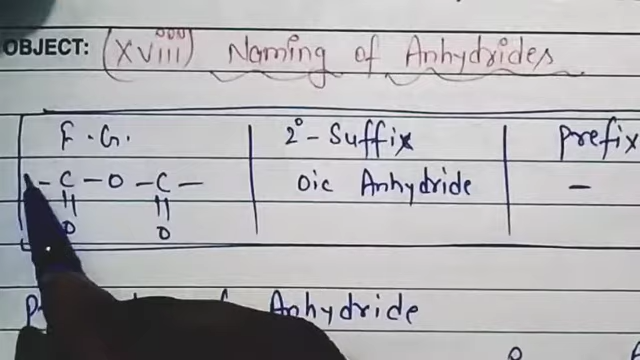 OBJECT: (XViii) Naming of Anhydrides
F.G. 2° - Suffix Prefix
- C - O - C - Oic Anhydride -
|| ||
O O
Anhydride